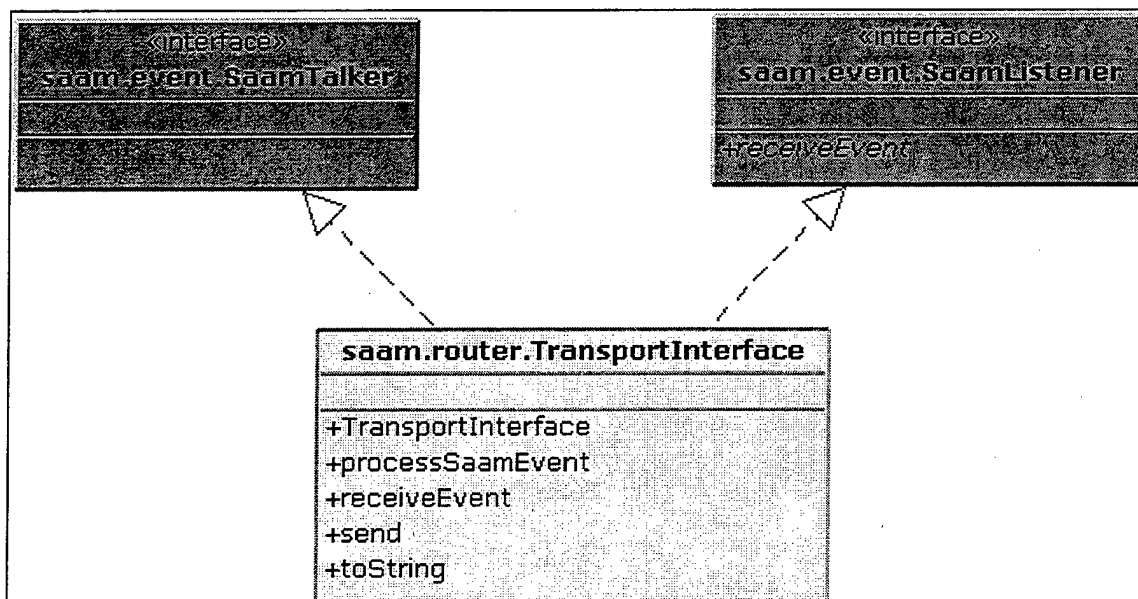 «interface»
saam.event.SaamTalker
«interface»
saam.event.SaamListener
+receiveEvent
saam.router.TransportInterface
+TransportInterface
+processSaamEvent
+receiveEvent
+send
+toString